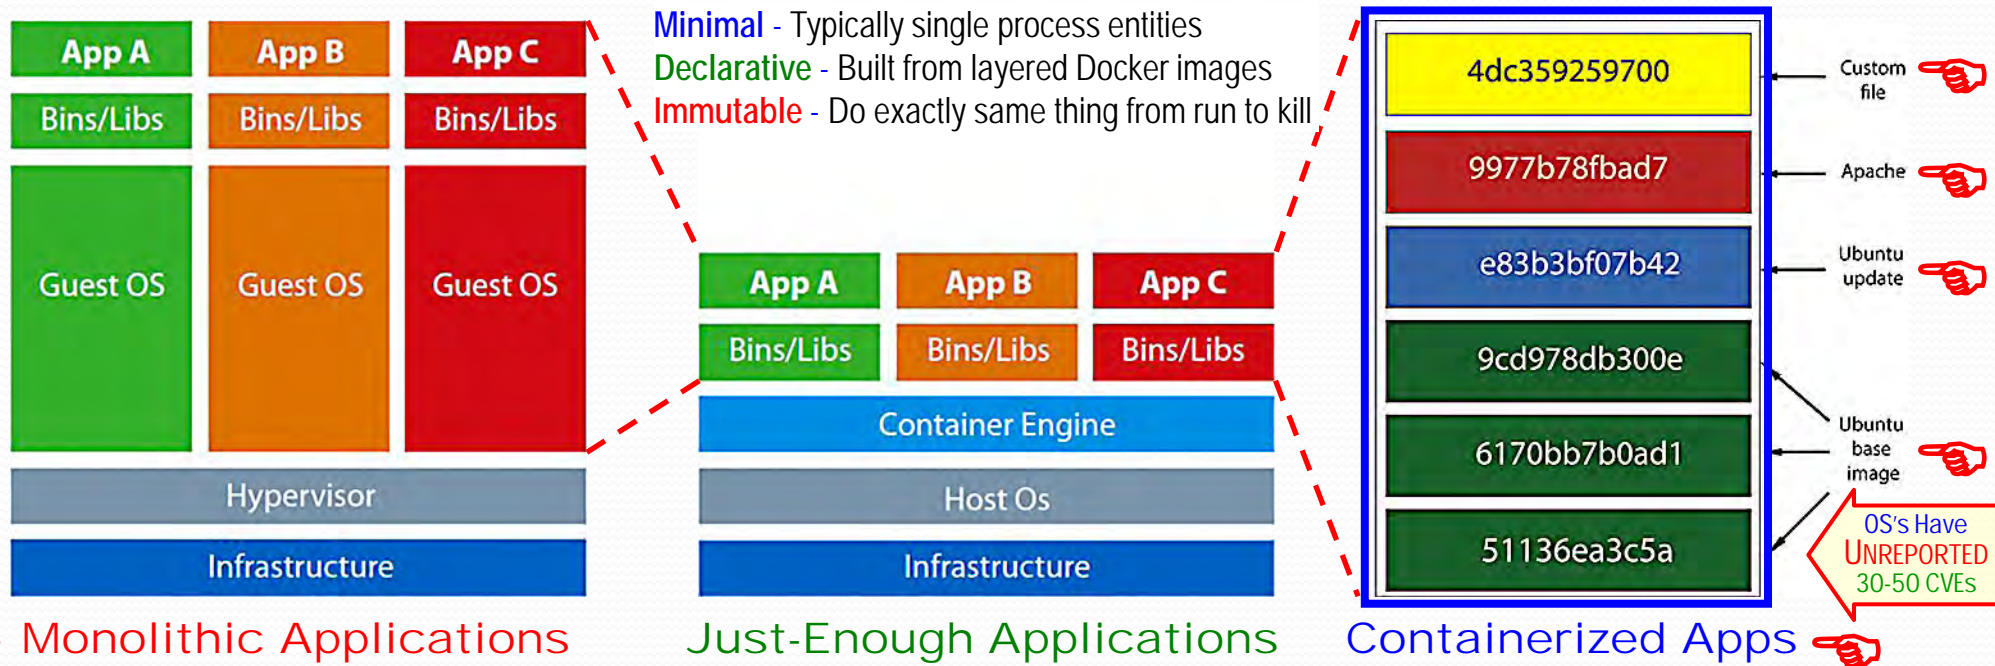 Minimal - Typically single process entities
Declarative - Built from layered Docker images
Immutable - Do exactly same thing from run to kill
App A
App B
App C
Bins/Libs
Bins/Libs
Bins/Libs
Guest OS
Guest OS
Guest OS
Hypervisor
Infrastructure
Monolithic Applications
App A
App B
App C
Bins/Libs
Bins/Libs
Bins/Libs
Container Engine
Host Os
Infrastructure
Just-Enough Applications
4dc359259700
Custom
file
9977b78fbad7
Apache
e83b3bf07b42
Ubuntu
update
9cd978db300e
6170bb7b0ad1
Ubuntu
base
image
51136ea3c5a
OS's Have
UNREPORTED
30-50 CVEs
Containerized Apps